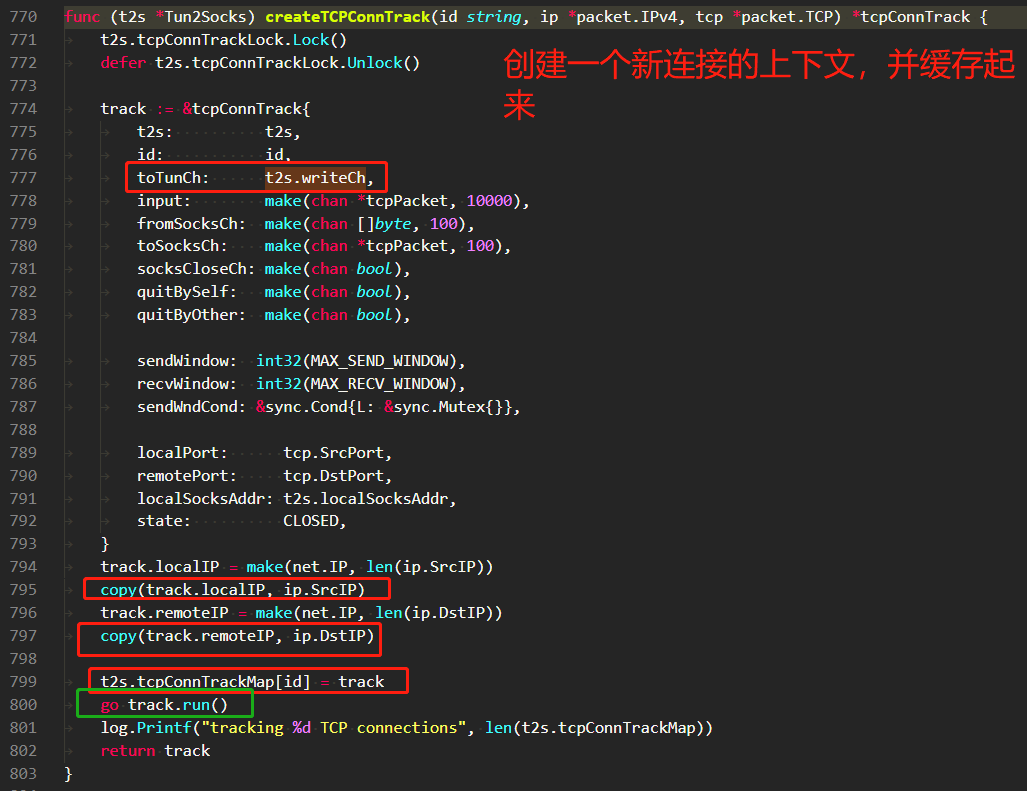 770 func (t2s *Tun2Socks) createTCPConnTrack(id string, ip *packet.IPv4, tcp *packet.TCP) *tcpConnTrack {
771 t2s.tcpConnTrackLock.Lock()
772 defer t2s.tcpConnTrackLock.Unlock()
创建一个新连接的上下文，并缓存起
来
773
774 track := &tcpConnTrack{
775 t2s: t2s,
776 id: id,
777 toTunCh: t2s.writeCh,
778 input: make(chan *tcpPacket, 10000),
779 fromSocksCh: make(chan []byte, 100),
780 toSocksCh: make(chan *tcpPacket, 100),
781 socksCloseCh: make(chan bool),
782 quitBySelf: make(chan bool),
783 quitByOther: make(chan bool),
784
785 sendWindow: int32(MAX_SEND_WINDOW),
786 recvWindow: int32(MAX_RECV_WINDOW),
787 sendWndCond: &sync.Cond{L: &sync.Mutex{}},
788
789 localPort: tcp.SrcPort,
790 remotePort: tcp.DstPort,
791 localSocksAddr: t2s.localSocksAddr,
792 state: CLOSED,
793 }
794 track.localIP = make(net.IP, len(ip.SrcIP))
795 copy(track.localIP, ip.SrcIP)
796 track.remoteIP = make(net.IP, len(ip.DstIP))
797 copy(track.remoteIP, ip.DstIP)
798
799 t2s.tcpConnTrackMap[id] = track
800 go track.run()
801 log.Printf("tracking %d TCP connections", len(t2s.tcpConnTrackMap))
802 return track
803 }